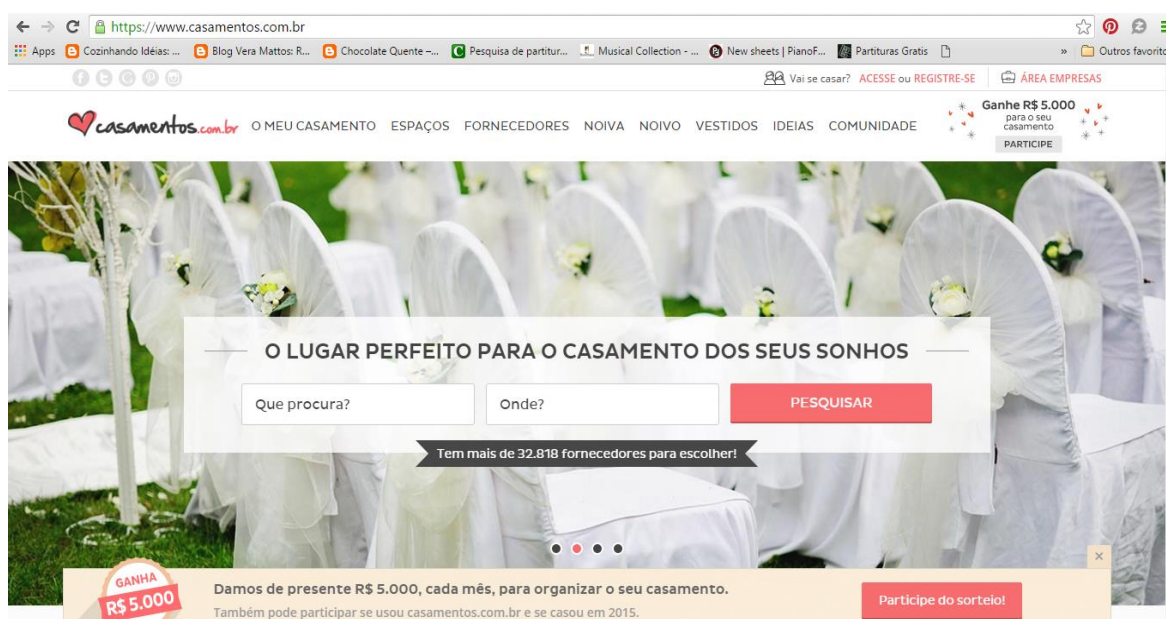 https://www.casamentos.com.br
Apps Cozinhando Idéias: ... Blog Vera Mattos: R... Chocolate Quente –... Pesquisa de partitur... Musical Collection - ... New sheets | PianoF... Partituras Gratis » Outros favorito
Vai se casar? ACESSE ou REGISTRE-SE ÁREA EMPRESAS
casamentos.com.br O MEU CASAMENTO ESPAÇOS FORNECEDORES NOIVA NOIVO VESTIDOS IDEIAS COMUNIDADE
Ganhe R$ 5.000
para o seu
casamento
PARTICIPE
O LUGAR PERFEITO PARA O CASAMENTO DOS SEUS SONHOS
Que procura? Onde? PESQUISAR
Tem mais de 32.818 fornecedores para escolher!
GANHA
R$ 5.000
Damos de presente R$ 5.000, cada mês, para organizar o seu casamento.
Também pode participar se usou casamentos.com.br e se casou em 2015.
Participe do sorteio!